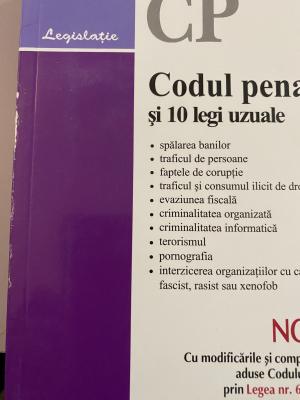 Legislație
CP
Codul pena
și 10 legi uzuale
• spălarea banilor
• traficul de persoane
• faptele de corupție
• traficul și consumul ilicit de dro
• evaziunea fiscală
• criminalitatea organizată
• criminalitatea informatică
• terorismul
• pornografia
• interzicerea organizațiilor cu ca
fascist, rasist sau xenofob
NO
Cu modificările și comp
aduse Codulu
prin Legea nr. 6